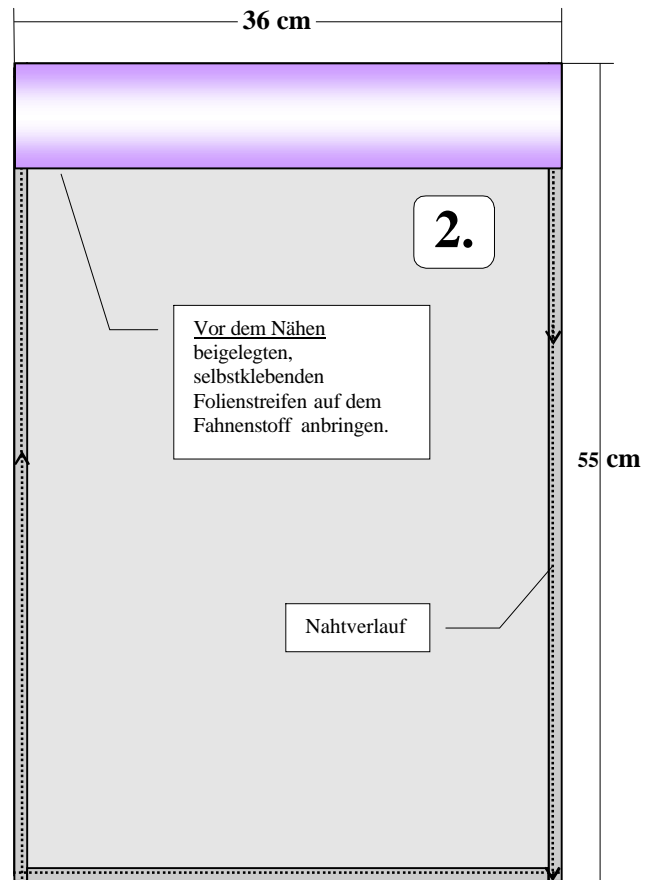 36 cm
2.
Vor dem Nähen
beigelegten,
selbstklebenden
Folienstreifen auf dem
Fahnenstoff anbringen.
55 cm
Nahtverlauf